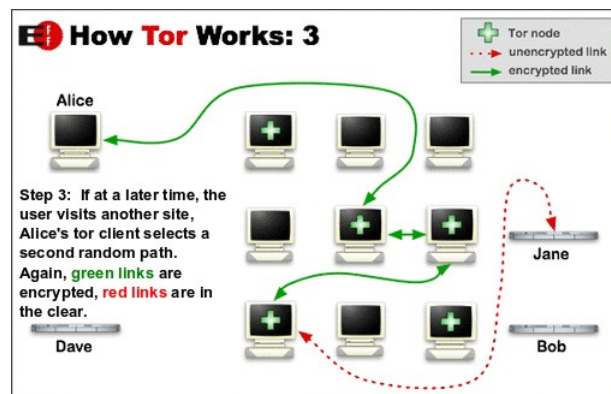 EFF How Tor Works: 3
Tor node
unencrypted link
encrypted link
Alice
Step 3: If at a later time, the
user visits another site,
Alice's tor client selects a
second random path.
Again, green links are
encrypted, red links are in
the clear.
Jane
Dave
Bob